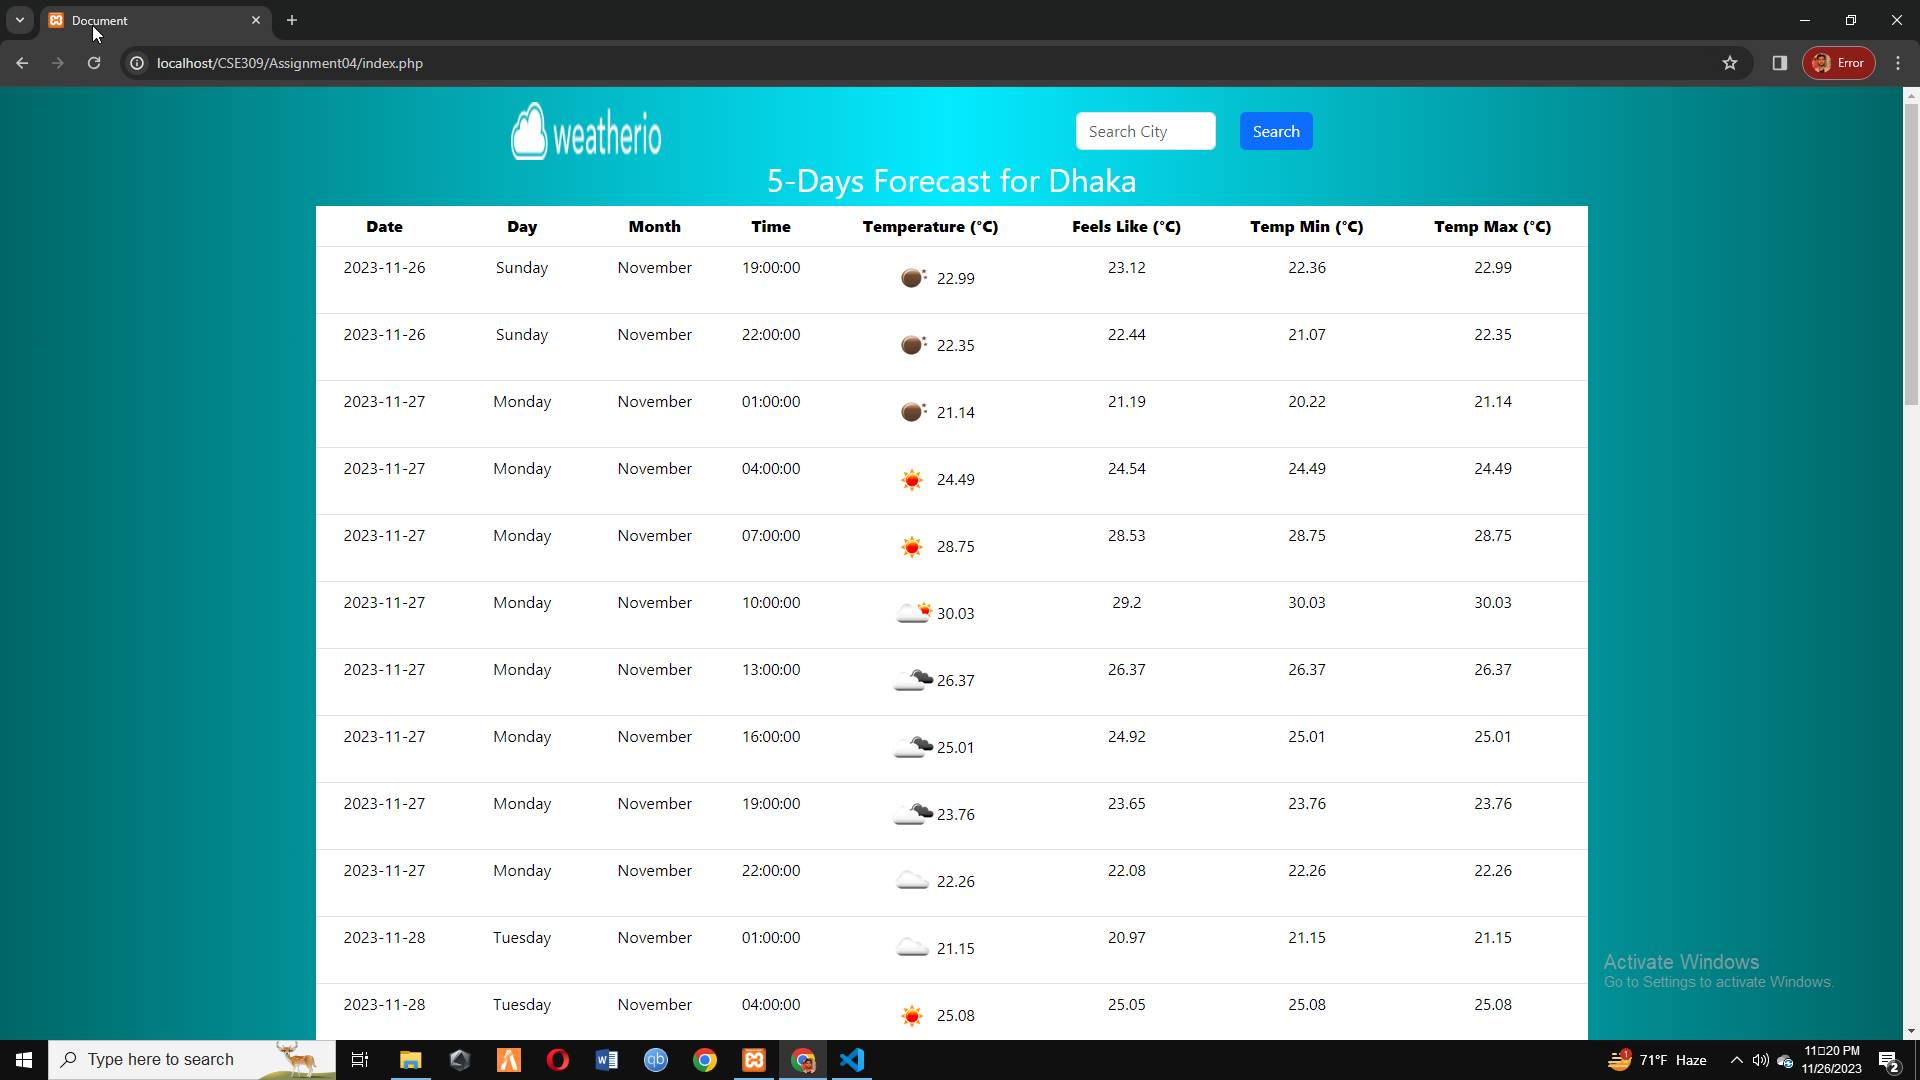 Document
localhost/CSE309/Assignment04/index.php
Error
weatherio
Search City
Search
5-Days Forecast for Dhaka
Date Day Month Time Temperature (°C) Feels Like (°C) Temp Min (°C) Temp Max (°C)
2023-11-26 Sunday November 19:00:00 22.99 23.12 22.36 22.99
2023-11-26 Sunday November 22:00:00 22.35 22.44 21.07 22.35
2023-11-27 Monday November 01:00:00 21.14 21.19 20.22 21.14
2023-11-27 Monday November 04:00:00 24.49 24.54 24.49 24.49
2023-11-27 Monday November 07:00:00 28.75 28.53 28.75 28.75
2023-11-27 Monday November 10:00:00 30.03 29.2 30.03 30.03
2023-11-27 Monday November 13:00:00 26.37 26.37 26.37 26.37
2023-11-27 Monday November 16:00:00 25.01 24.92 25.01 25.01
2023-11-27 Monday November 19:00:00 23.76 23.65 23.76 23.76
2023-11-27 Monday November 22:00:00 22.26 22.08 22.26 22.26
2023-11-28 Tuesday November 01:00:00 21.15 20.97 21.15 21.15
2023-11-28 Tuesday November 04:00:00 25.08 25.05 25.08 25.08
Activate Windows
Go to Settings to activate Windows.
Type here to search
qb
1
71°F Haze
11□20 PM
11/26/2023
2